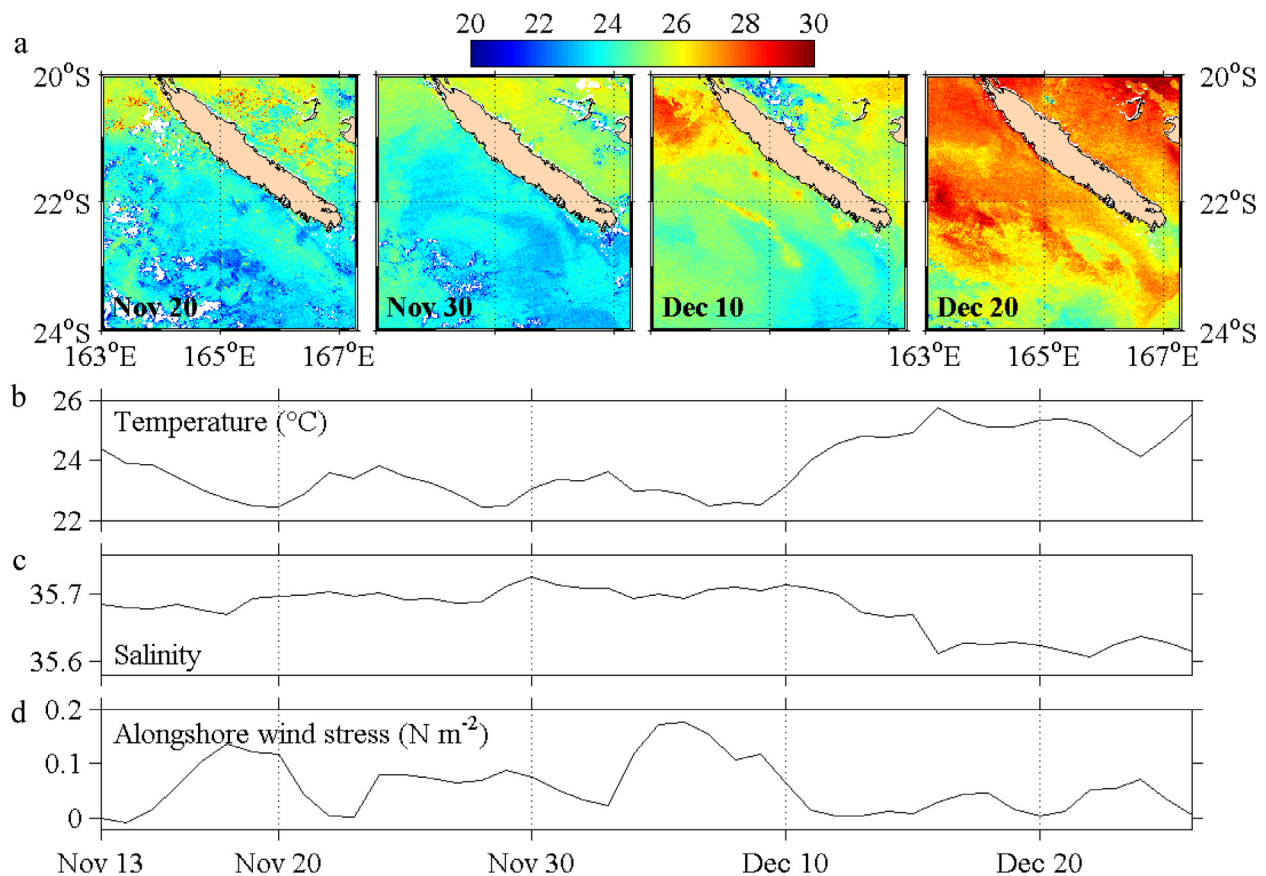 20 22 24 26 28 30
a
20°S 20°S
22°S 22°S
24°S 24°S
Nov 20 Nov 30 Dec 10 Dec 20
163°E 165°E 167°E 163°E 165°E 167°E
b
26
Temperature (°C)
24
22
c
35.7
35.6
Salinity
d
0.2
Alongshore wind stress (N m-2)
0.1
0
Nov 13 Nov 20 Nov 30 Dec 10 Dec 20